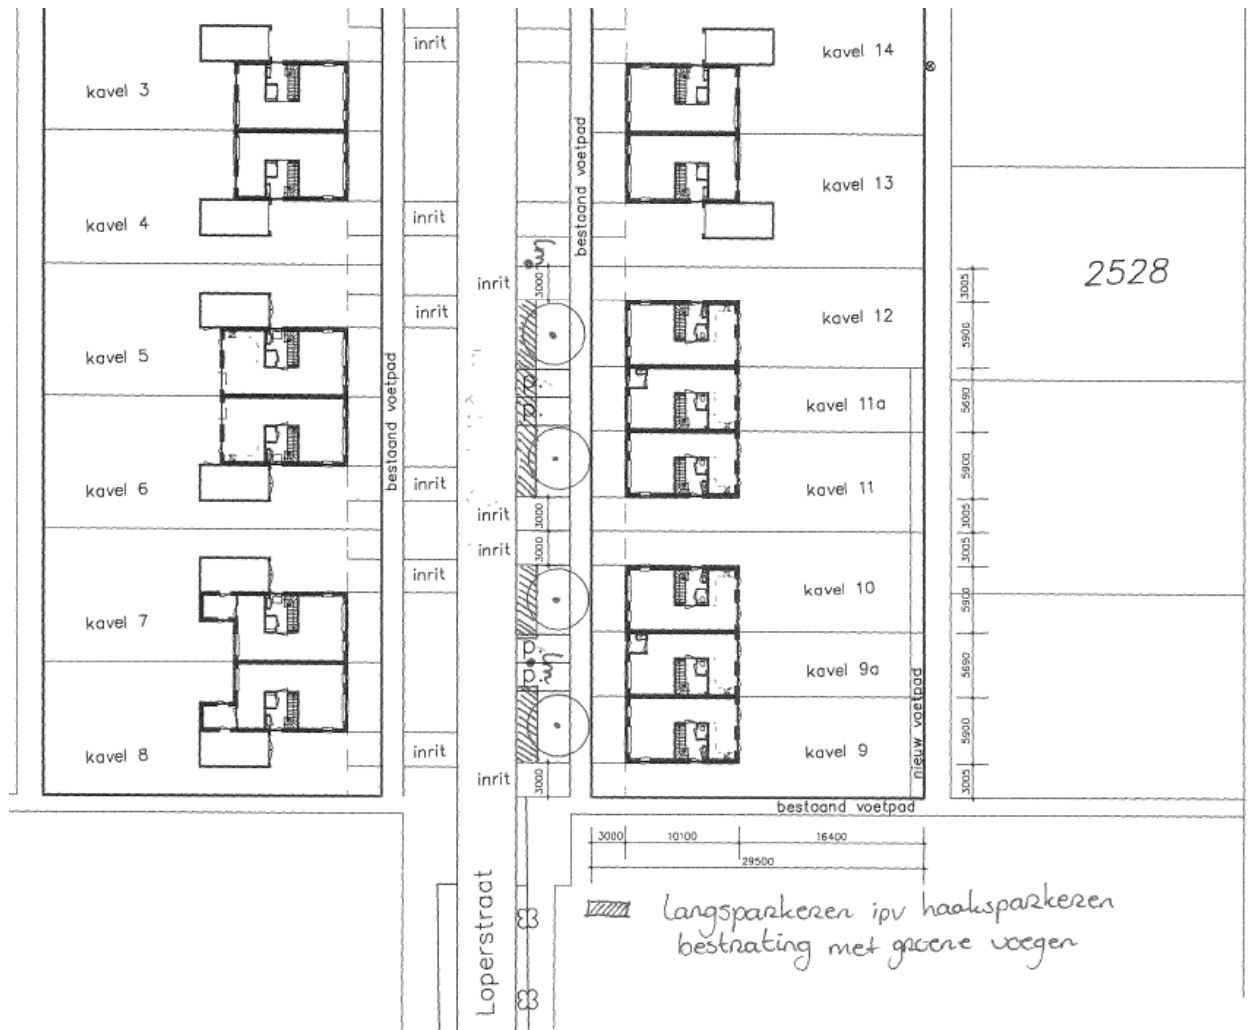 inrit
kavel 14
kavel 3
bestaand voetpad
kavel 13
kavel 4
inrit
2528
inrit
3000
3005
inrit
kavel 12
5900
kavel 5
bestaand voetpad
p.
p.
kavel 11a
5690
kavel 6
inrit
kavel 11
5900
inrit
3000
3005
inrit
3000
3005
inrit
kavel 10
5900
kavel 7
p.
p.
kavel 9a
5690
nieuw voetpad
kavel 8
inrit
kavel 9
5900
inrit
3000
3005
bestaand voetpad
3000
10100
16400
29500
Loperstraat
langsparkeren ipv haaksparkeren
bestrating met groene voegen